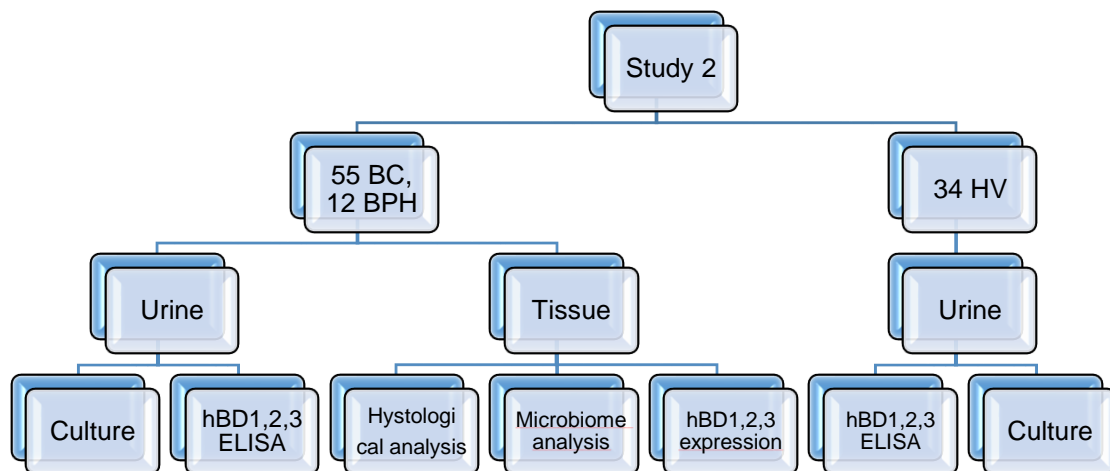 Study 2
55 BC,
12 BPH
34 HV
Urine
Tissue
Urine
Culture
hBD1,2,3
ELISA
Hystologi
cal analysis
Microbiome
analysis
hBD1,2,3
expression
hBD1,2,3
ELISA
Culture